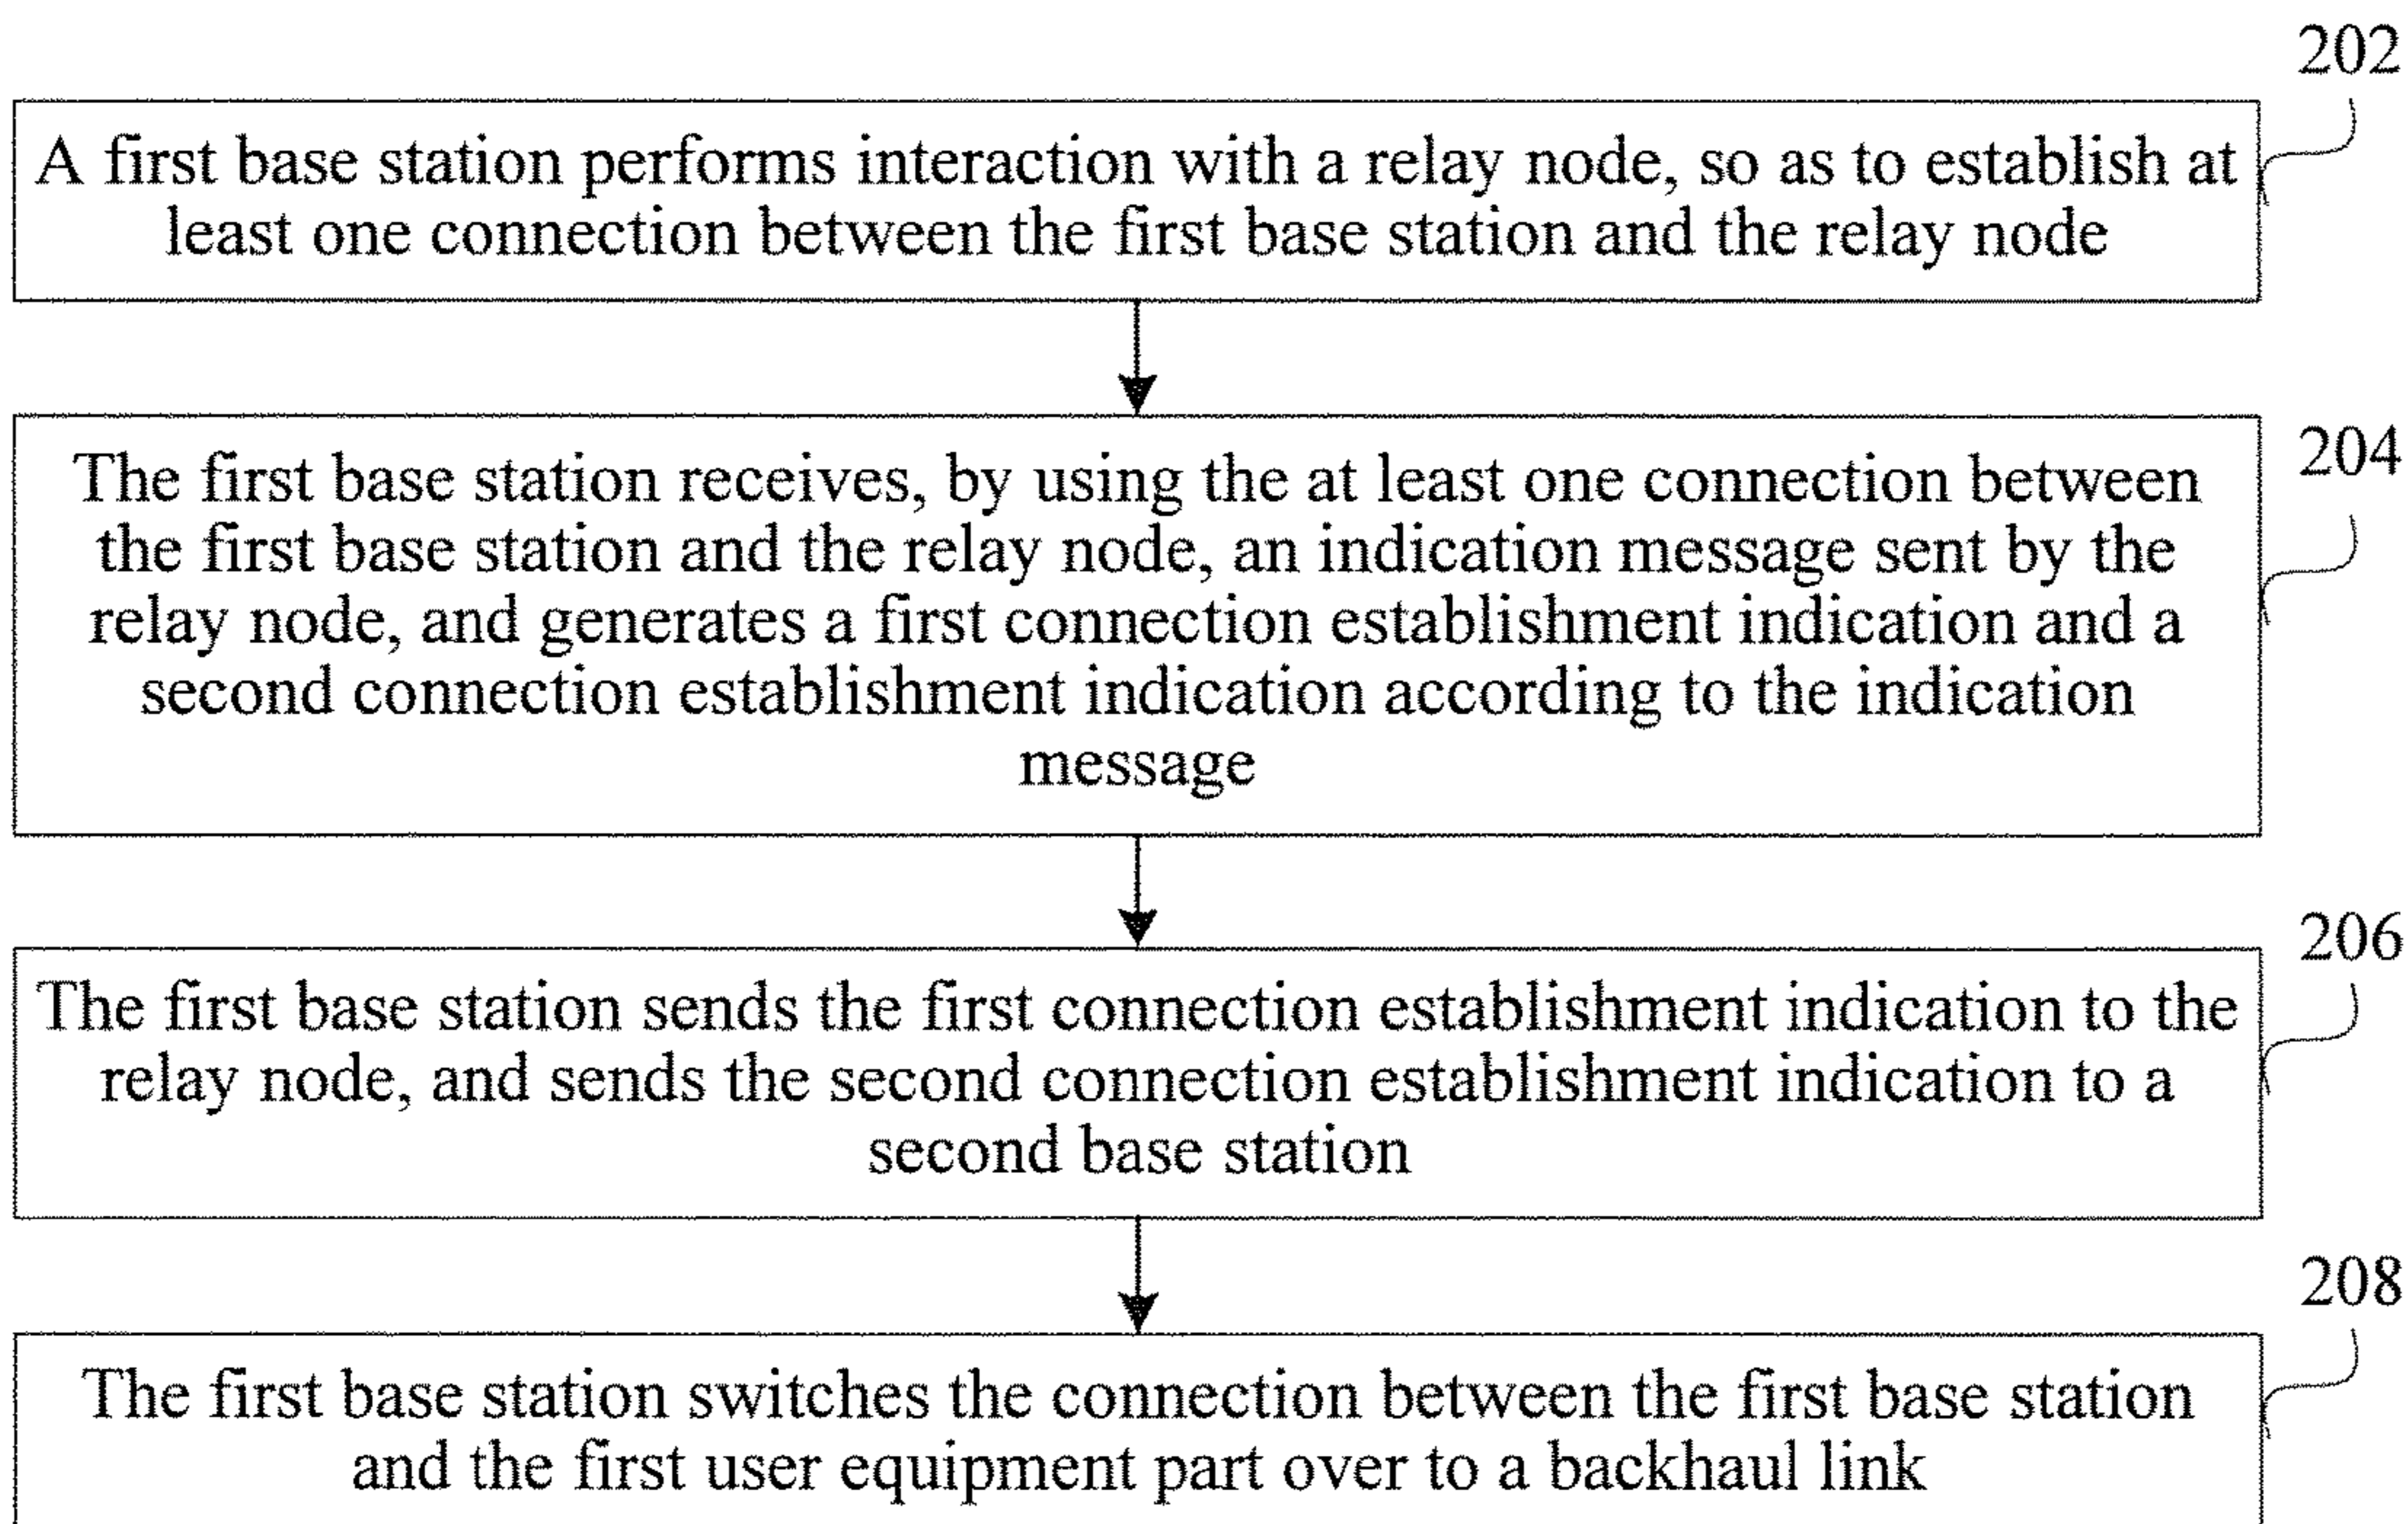 202
A first base station performs interaction with a relay node, so as to establish at
least one connection between the first base station and the relay node
204
The first base station receives, by using the at least one connection between
the first base station and the relay node, an indication message sent by the
relay node, and generates a first connection establishment indication and a
second connection establishment indication according to the indication
message
206
The first base station sends the first connection establishment indication to the
relay node, and sends the second connection establishment indication to a
second base station
208
The first base station switches the connection between the first base station
and the first user equipment part over to a backhaul link